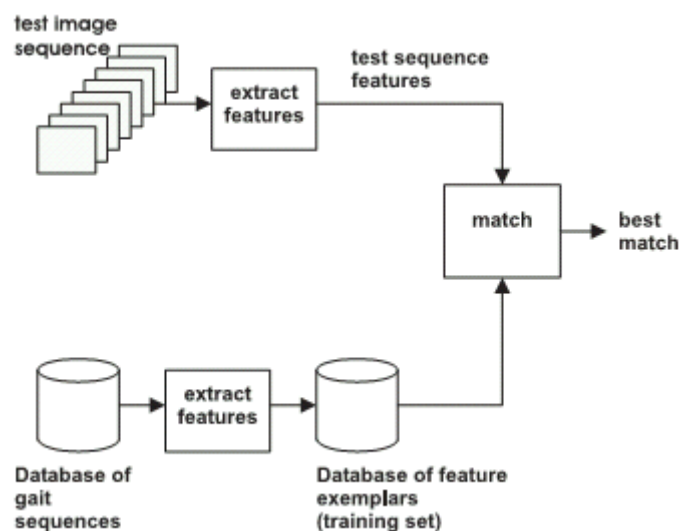 test image
sequence
extract
features
test sequence
features
match
best
match
extract
features
Database of
gait
sequences
Database of feature
exemplars
(training set)